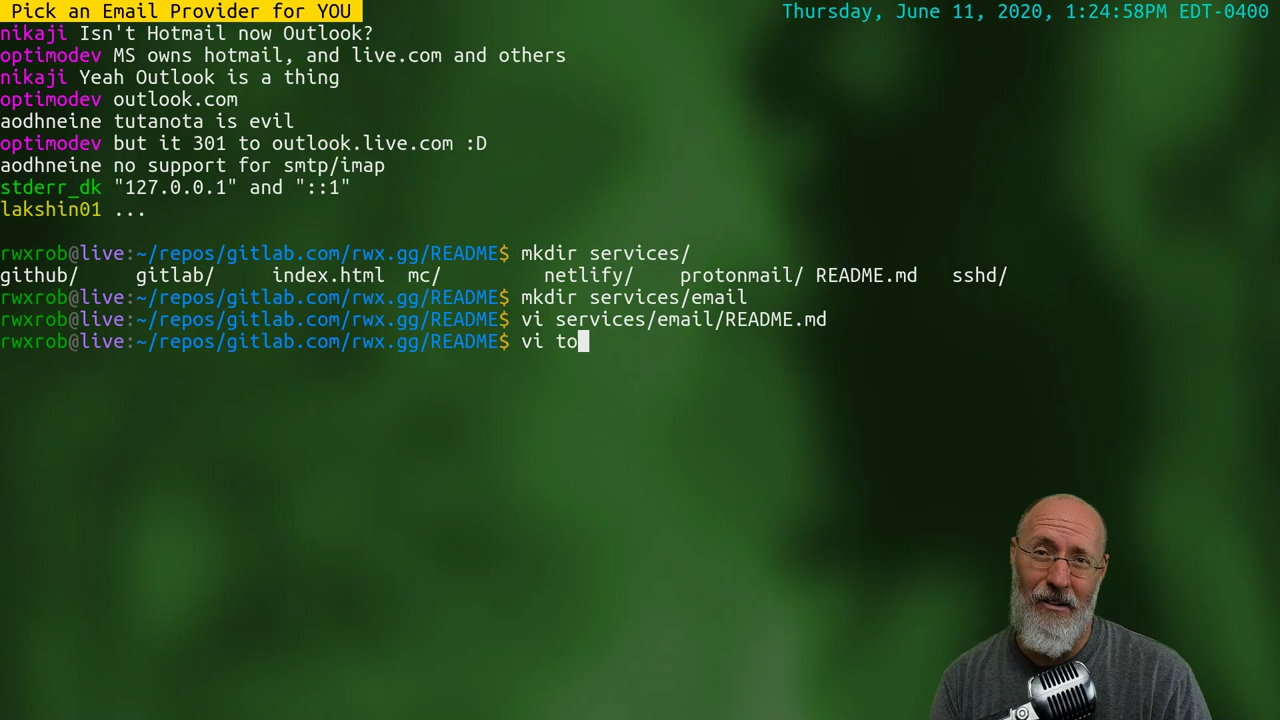 Pick an Email Provider for YOU Thursday, June 11, 2020, 1:24:58PM EDT-0400
nikaji Isn't Hotmail now Outlook?
optimodev MS owns hotmail, and live.com and others
nikaji Yeah Outlook is a thing
optimodev outlook.com
aodhneine tutanota is evil
optimodev but it 301 to outlook.live.com :D
aodhneine no support for smtp/imap
stderr_dk "127.0.0.1" and "::1"
lakshin01 ...
rwxrob@live:~/repos/gitlab.com/rwx.gg/README$ mkdir services/
github/ gitlab/ index.html mc/ netlify/ protonmail/ README.md sshd/
rwxrob@live:~/repos/gitlab.com/rwx.gg/README$ mkdir services/email
rwxrob@live:~/repos/gitlab.com/rwx.gg/README$ vi services/email/README.md
rwxrob@live:~/repos/gitlab.com/rwx.gg/README$ vi to